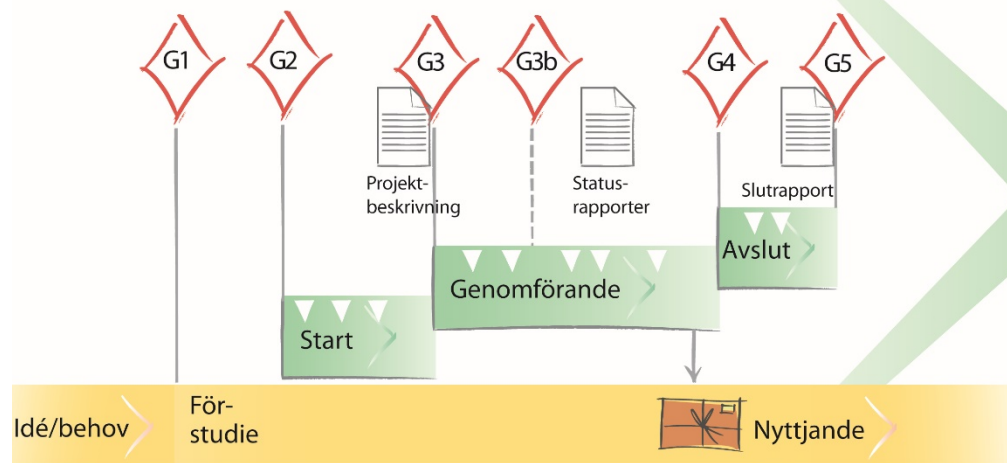 G1
G2
G3
G3b
G4
G5
Projekt-
beskrivning
Status-
rapporter
Slutrapport
Avslut
Genomförande
Start
Idé/behov
För-
studie
Nyttjande